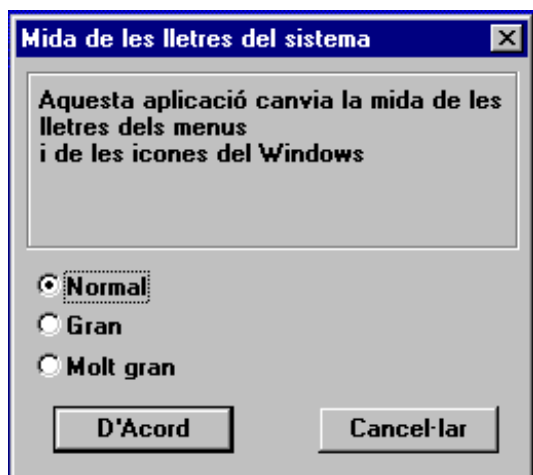 Mida de les lletres del sistema
Aquesta aplicació canvia la mida de les
lletres dels menus
i de les icones del Windows
Normal
Gran
Molt gran
D'Acord
Cancel·lar